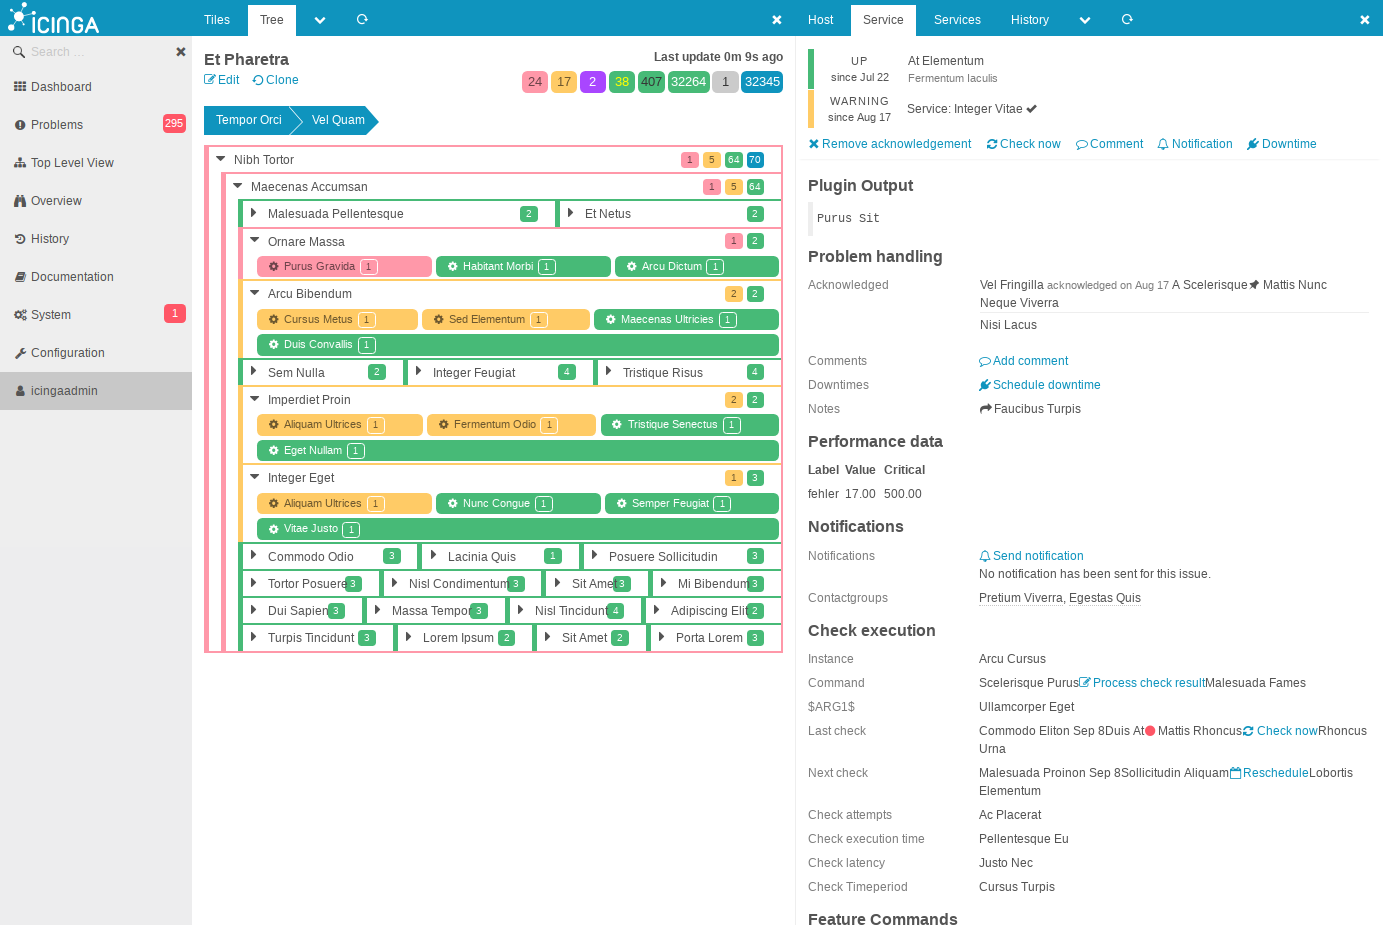 ICINGA
Tiles
Tree
Host
Service
Services
History
Search ...
Dashboard
Problems
295
Top Level View
Overview
History
Documentation
System
1
Configuration
icingaadmin
Et Pharetra
Last update 0m 9s ago
Edit
Clone
24
17
2
38
407
32264
1
32345
Tempor Orci
Vel Quam
Nibh Tortor
1 5 64 70
Maecenas Accumsan
1 5 64
Malesuada Pellentesque 2
Et Netus 2
Ornare Massa
1 2
Purus Gravida 1
Habitant Morbi 1
Arcu Dictum 1
Arcu Bibendum
2 2
Cursus Metus 1
Sed Elementum 1
Maecenas Ultricies 1
Duis Convallis 1
Sem Nulla 2
Integer Feugiat 4
Tristique Risus 4
Imperdiet Proin
2 2
Aliquam Ultrices 1
Fermentum Odio 1
Tristique Senectus 1
Eget Nullam 1
Integer Eget
1 3
Aliquam Ultrices 1
Nunc Congue 1
Semper Feugiat 1
Vitae Justo 1
Commodo Odio 3
Lacinia Quis 1
Posuere Sollicitudin 3
Tortor Posuere 3
Nisl Condimentum 3
Sit Amet 3
Mi Bibendum 3
Dui Sapien 3
Massa Tempor 3
Nisl Tincidunt 4
Adipiscing Elit 2
Turpis Tincidunt 3
Lorem Ipsum 2
Sit Amet 2
Porta Lorem 3
UP
since Jul 22
At Elementum
Fermentum Iaculis
WARNING
since Aug 17
Service: Integer Vitae
Remove acknowledgement
Check now
Comment
Notification
Downtime
Plugin Output
Purus Sit
Problem handling
Acknowledged
Vel Fringilla acknowledged on Aug 17 A Scelerisque Mattis Nunc
Neque Viverra
Nisi Lacus
Comments
Add comment
Downtimes
Schedule downtime
Notes
Faucibus Turpis
Performance data
Label Value Critical
fehler 17.00 500.00
Notifications
Notifications
Send notification
No notification has been sent for this issue.
Contactgroups
Pretium Viverra, Egestas Quis
Check execution
Instance
Arcu Cursus
Command
Scelerisque Purus Process check resultMalesuada Fames
$ARG1$
Ullamcorper Eget
Last check
Commodo Eliton Sep 8Duis At Mattis Rhoncus Check nowRhoncus
Urna
Next check
Malesuada Proinon Sep 8Sollicitudin Aliquam RescheduleLobortis
Elementum
Check attempts
Ac Placerat
Check execution time
Pellentesque Eu
Check latency
Justo Nec
Check Timeperiod
Cursus Turpis
Feature Commands